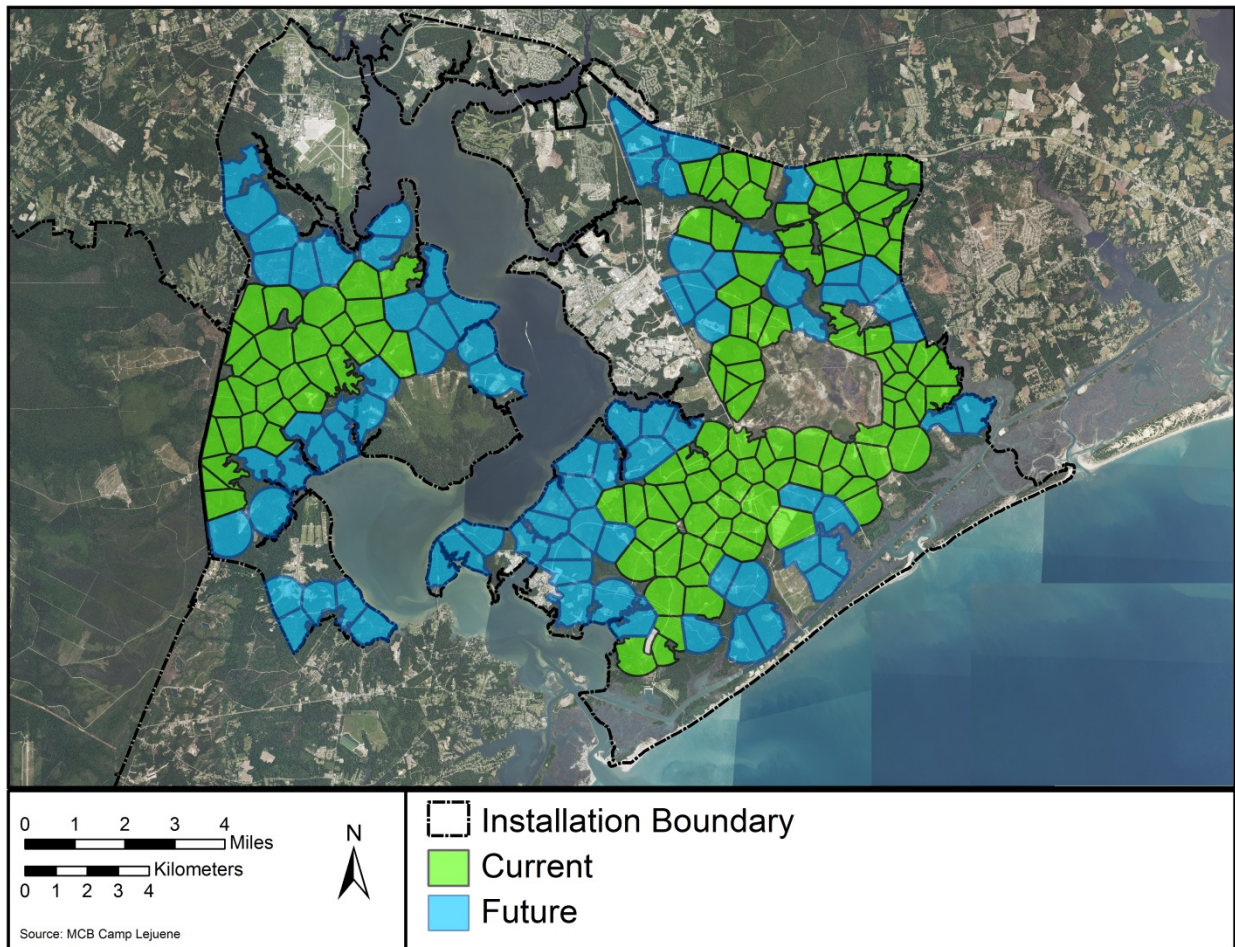 0 1 2 3 4
Miles
Kilometers
0 1 2 3 4
N
Source: MCB Camp Lejuene
Installation Boundary
Current
Future